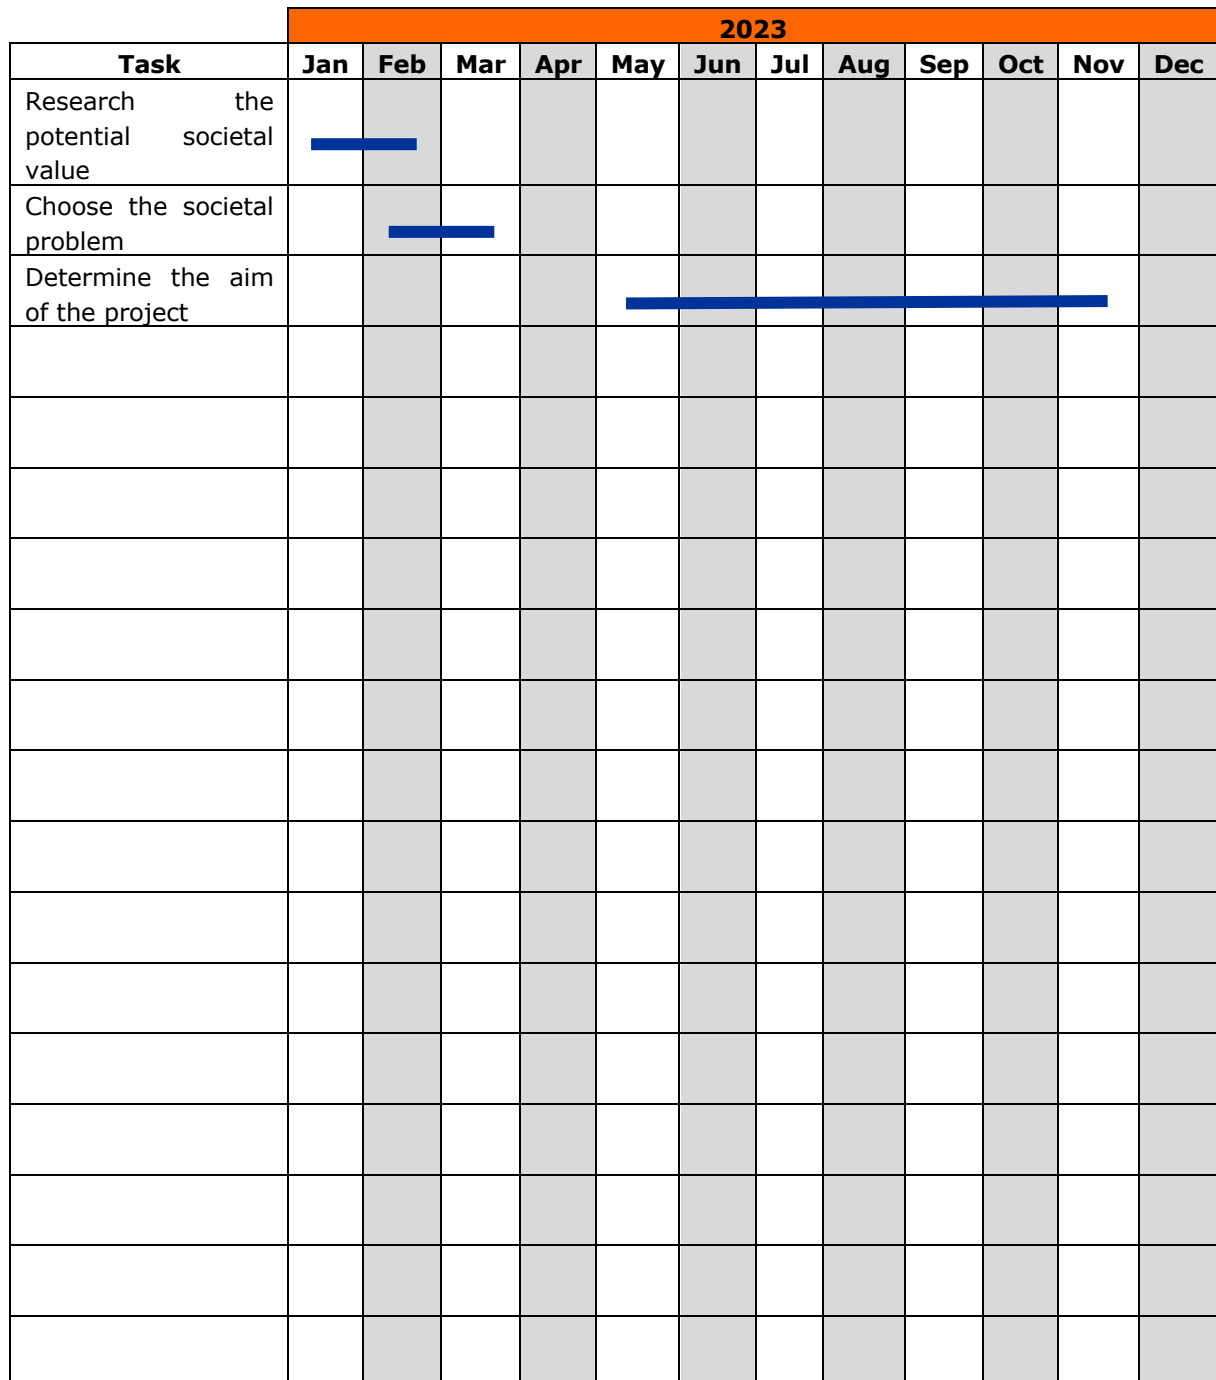 2023
Task Jan Feb Mar Apr May Jun Jul Aug Sep Oct Nov Dec
Research the
potential societal
value
Choose the societal
problem
Determine the aim
of the project